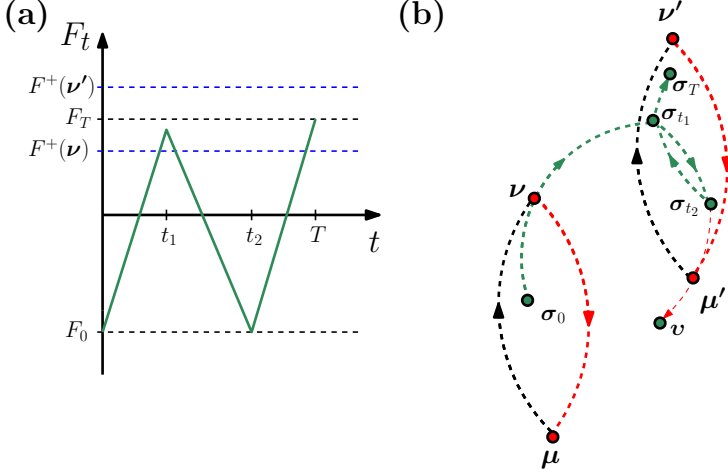 (a)
F_t
F⁺(ν′)
F_T
F⁺(ν)
t_1
t_2
T
t
F_0
(b)
ν′
σ_T
σ_{t_1}
ν
σ_{t_2}
μ′
σ_0
υ
μ